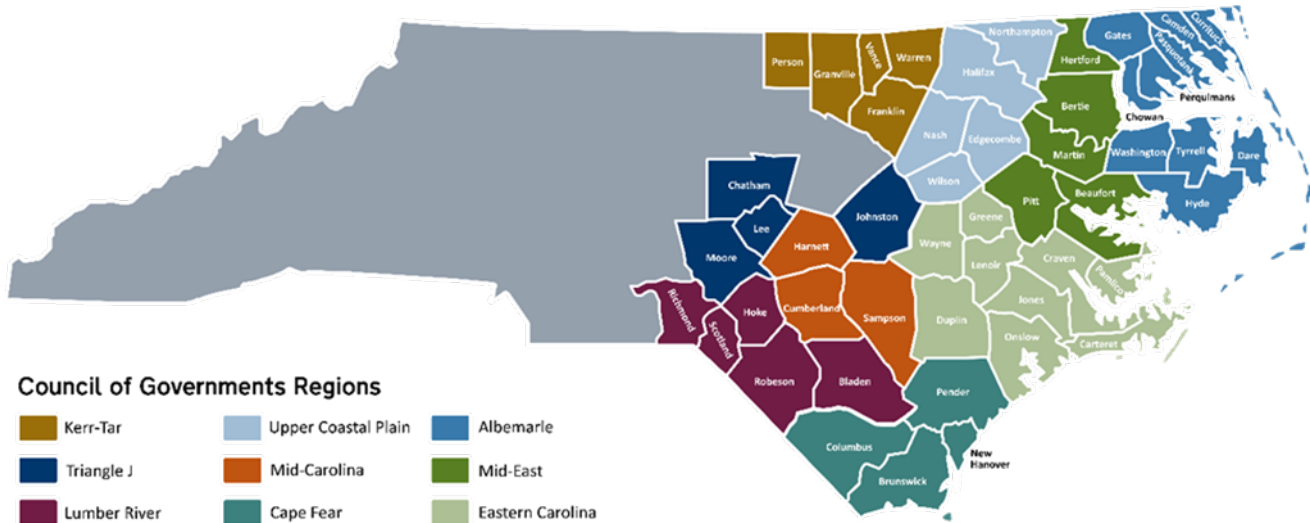 Northampton
Gates
Camden
Currituck
Pasquotank
Person
Granville
Vance
Warren
Halifax
Hertford
Perquimans
Franklin
Bertie
Chowan
Nash
Edgecombe
Martin
Washington
Tyrrell
Dare
Chatham
Wilson
Beaufort
Hyde
Lee
Johnston
Greene
Pitt
Moore
Harnett
Wayne
Lenoir
Craven
Pamlico
Richmond
Scotland
Hoke
Cumberland
Sampson
Duplin
Jones
Onslow
Carteret
Robeson
Bladen
Pender
Columbus
Brunswick
New
Hanover
Council of Governments Regions
Kerr-Tar
Upper Coastal Plain
Albemarle
Triangle J
Mid-Carolina
Mid-East
Lumber River
Cape Fear
Eastern Carolina